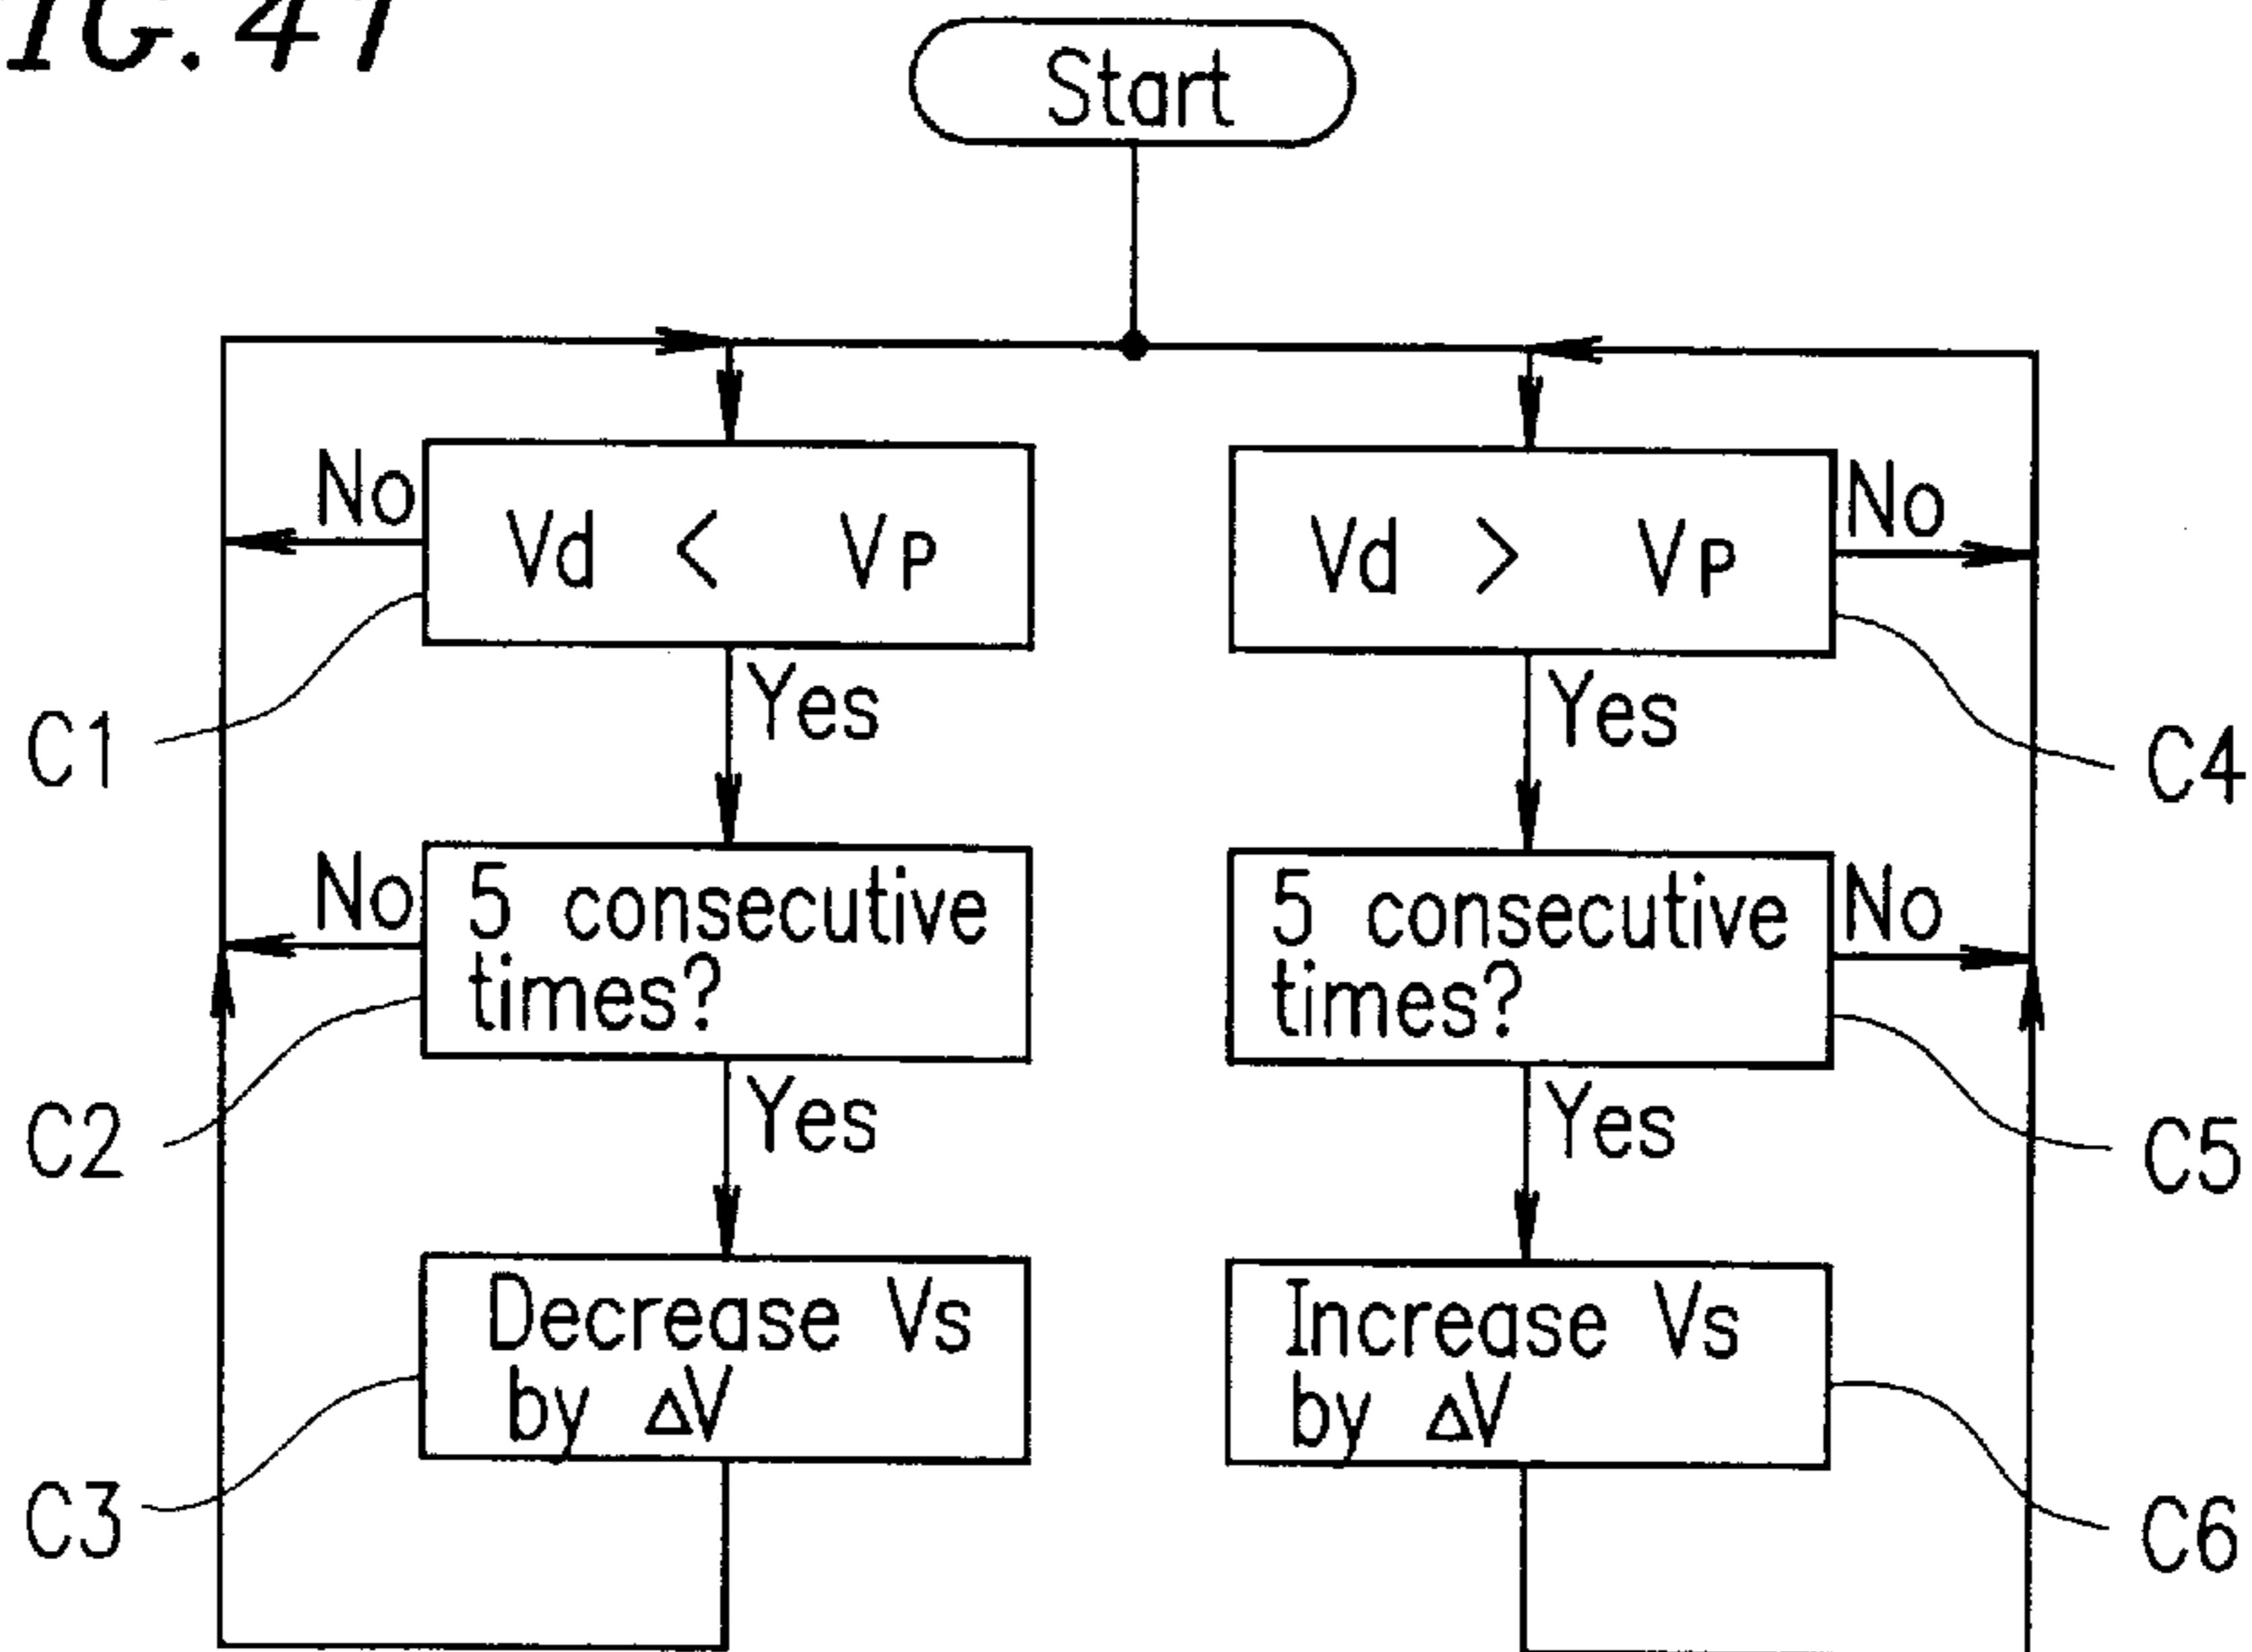 IG. 41
Start
No
Vd < VP
Vd > VP
No
Yes
Yes
C1
C4
No
5 consecutive
times?
5 consecutive
times?
No
C2
Yes
Yes
C5
Decrease Vs
by ΔV
Increase Vs
by ΔV
C3
C6